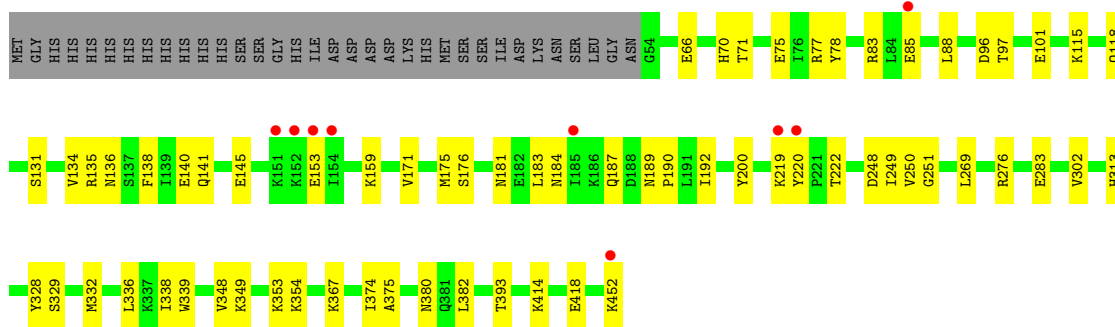 MET GLY HIS HIS HIS HIS HIS HIS HIS HIS HIS HIS SER SER GLY HIS ILE ASP ASP ASP ASP LYS HIS MET SER SER ILE ASP LYS ASN SER LEU GLY ASN G54 E66 H70 T71 E75 I76 R77 Y78 R83 L84 E85 L88 D96 T97 E101 K115 Q118
S131 V134 R135 N136 S137 F138 I139 E140 Q141 E145 K151 K152 E153 I154 K159 V171 M175 S176 N181 E182 L183 N184 I185 K186 Q187 D188 N189 P190 L191 I192 Y200 K219 Y220 P221 T222 D248 I249 V250 G251 L269 R276 E283 V302 H313
Y328 S329 M332 L336 K337 I338 W339 V348 K349 K353 K354 K367 I374 A375 N380 Q381 L382 T393 K414 E418 K452